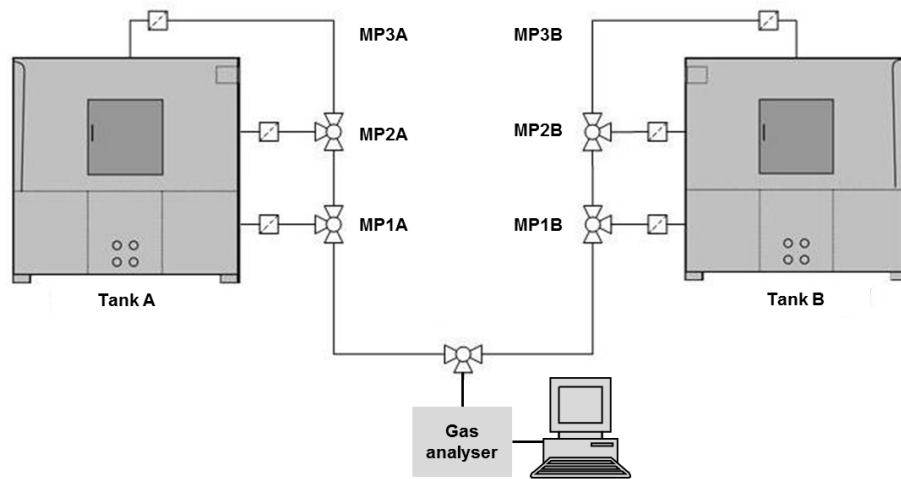 MP3A
MP3B
MP2A
MP2B
MP1A
MP1B
Tank A
Tank B
Gas
analyser